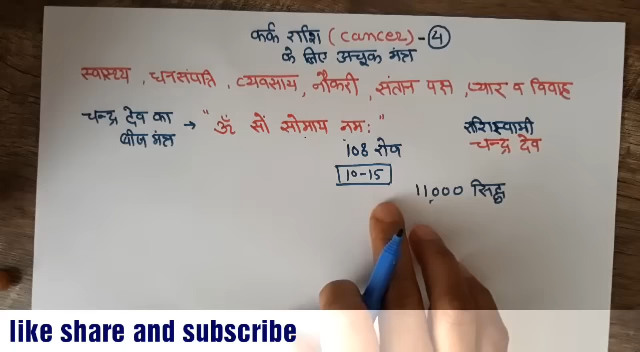 कर्क राशि (cancer) - 4
के लिए अचूक मंत्र
स्वास्थ्य, धनसंपत्ति, व्यवसाय, नौकरी, संतान पक्ष, प्यार व विवाह
चन्द्र देव का बीज मंत्र → "ॐ सों सोमाय नमः"
राशिस्वामी
चन्द्र देव
108 रोज
10-15
11,000 सिद्ध
like share and subscribe